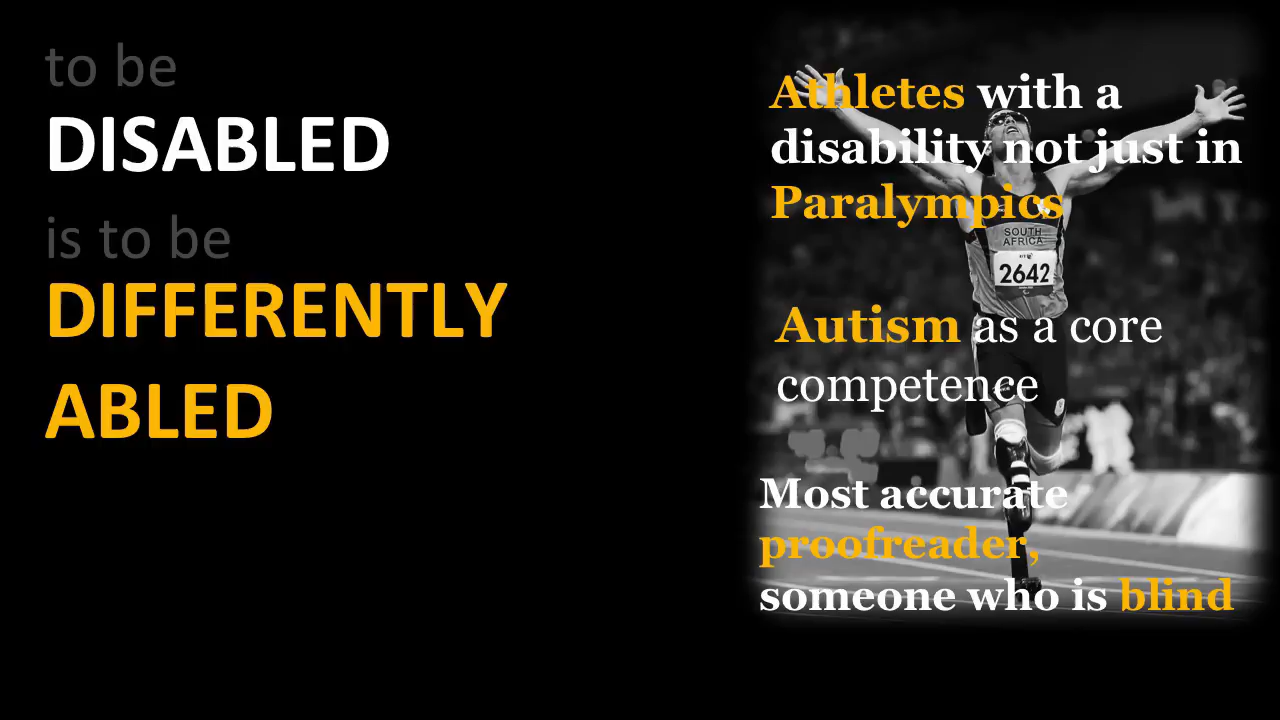 to be
DISABLED
is to be
DIFFERENTLY
ABLED
Athletes with a
disability not just in
Paralympics
SOUTH
AFRICA
2642
Autism as a core
competence
Most accurate
proofreader,
someone who is blind